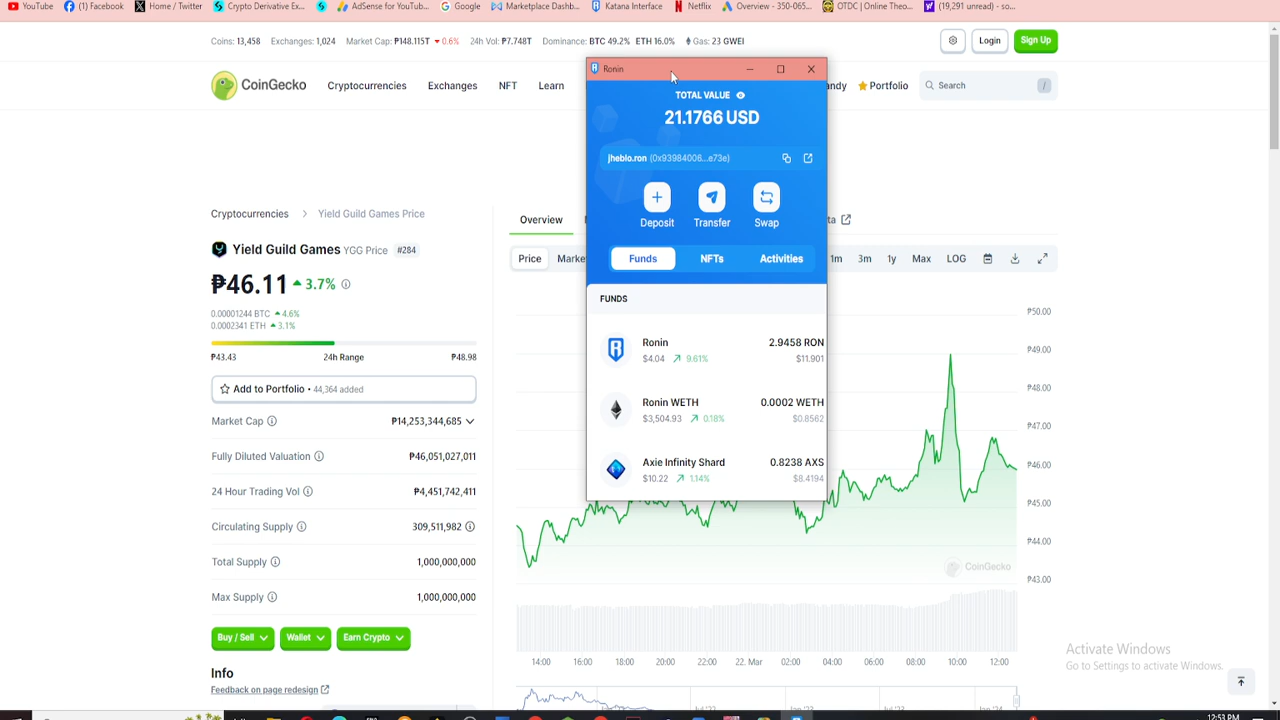 YouTube (1) Facebook Home / Twitter Crypto Derivative Ex... AdSense for YouTub... Google Marketplace Dashb... Katana Interface Netflix Overview - 350-065... OTDC | Online Theo... (19,291 unread) - so...
Coins: 13,458 Exchanges: 1,024 Market Cap: ₱148.115T 0.6% 24h Vol: ₱7.748T Dominance: BTC 49.2% ETH 16.0% Gas: 23 GWEI
Login Sign Up
CoinGecko Cryptocurrencies Exchanges NFT Learn andy Portfolio Search /
Ronin
TOTAL VALUE
21.1766 USD
jheblo.ron (0x93984008...e73e)
Deposit Transfer Swap
Funds NFTs Activities
FUNDS
Ronin 2.9458 RON
$4.04 9.61% $11.901
Ronin WETH 0.0002 WETH
$3,504.93 0.18% $0.8562
Axie Infinity Shard 0.8238 AXS
$10.22 1.14% $8.4194
Cryptocurrencies Yield Guild Games Price
Yield Guild Games YGG Price #284
₱46.11 3.7%
0.00001244 BTC 4.6%
0.0002341 ETH 3.1%
₱43.43 24h Range ₱48.98
Add to Portfolio • 44,364 added
Market Cap ₱14,253,344,685
Fully Diluted Valuation ₱46,051,027,011
24 Hour Trading Vol ₱4,451,742,411
Circulating Supply 309,511,982
Total Supply 1,000,000,000
Max Supply 1,000,000,000
Buy / Sell Wallet Earn Crypto
Info
Feedback on page redesign
Overview ta
Price Marke 1m 3m 1y Max LOG
₱50.00
₱49.00
₱48.00
₱47.00
₱46.00
₱45.00
₱44.00
₱43.00
CoinGecko
14:00 16:00 18:00 20:00 22:00 22. Mar 02:00 04:00 06:00 08:00 10:00 12:00
Activate Windows
Go to Settings to activate Windows.
12:53 PM